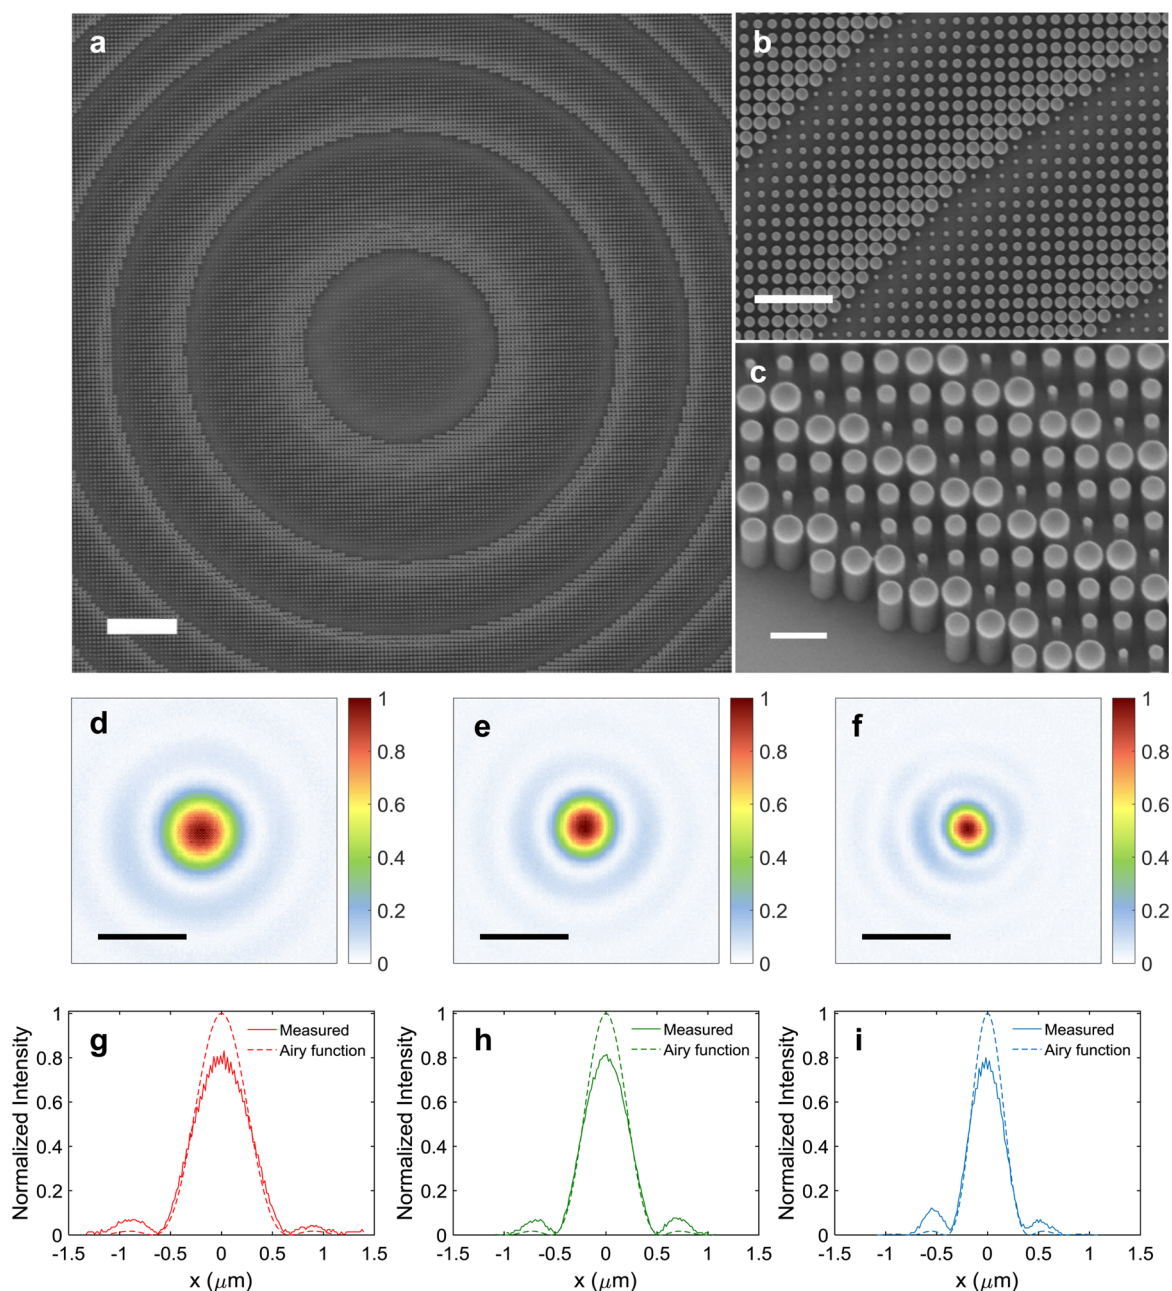 a
b
c
d
1
0.8
0.6
0.4
0.2
0
e
1
0.8
0.6
0.4
0.2
0
f
1
0.8
0.6
0.4
0.2
0
g
Normalized Intensity
1
0.8
0.6
0.4
0.2
0
-1.5 -1 -0.5 0 0.5 1 1.5
x (μm)
Measured
Airy function
h
Normalized Intensity
1
0.8
0.6
0.4
0.2
0
-1.5 -1 -0.5 0 0.5 1 1.5
x (μm)
Measured
Airy function
i
Normalized Intensity
1
0.8
0.6
0.4
0.2
0
-1.5 -1 -0.5 0 0.5 1 1.5
x (μm)
Measured
Airy function